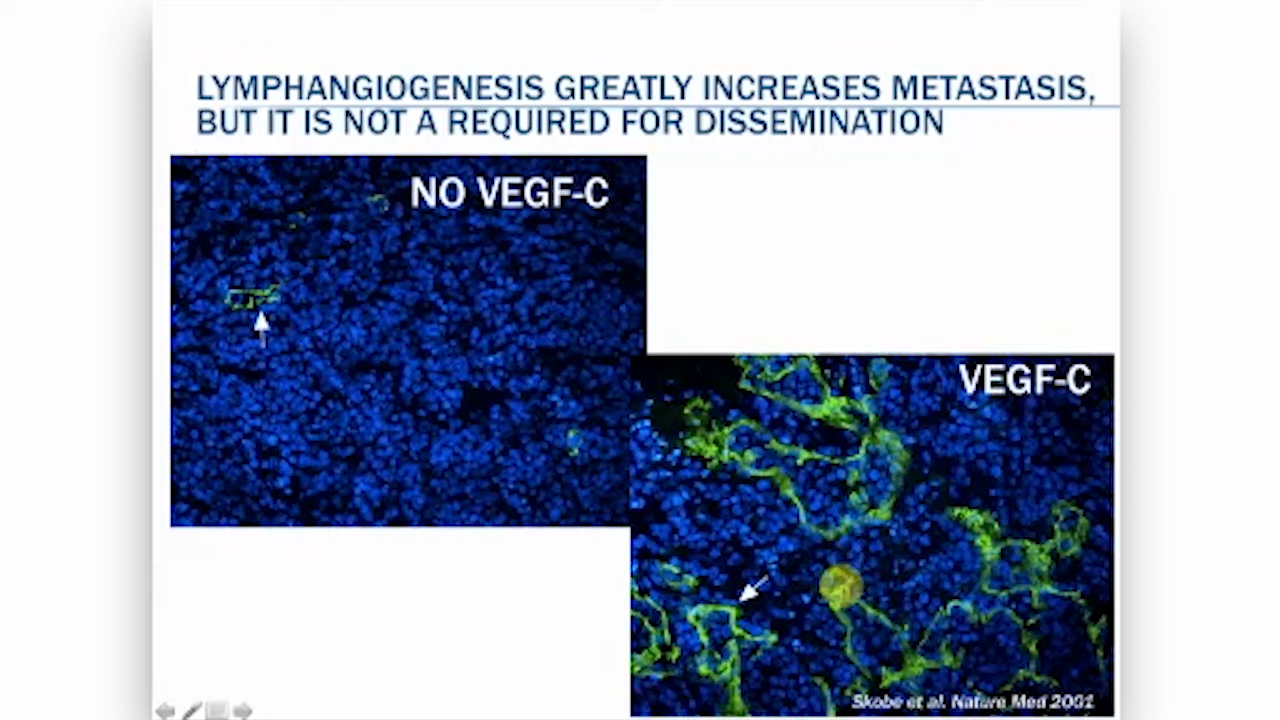 LYMPHANGIOGENESIS GREATLY INCREASES METASTASIS,
BUT IT IS NOT A REQUIRED FOR DISSEMINATION
NO VEGF-C
VEGF-C
Skobe et al. Nature Med 2001